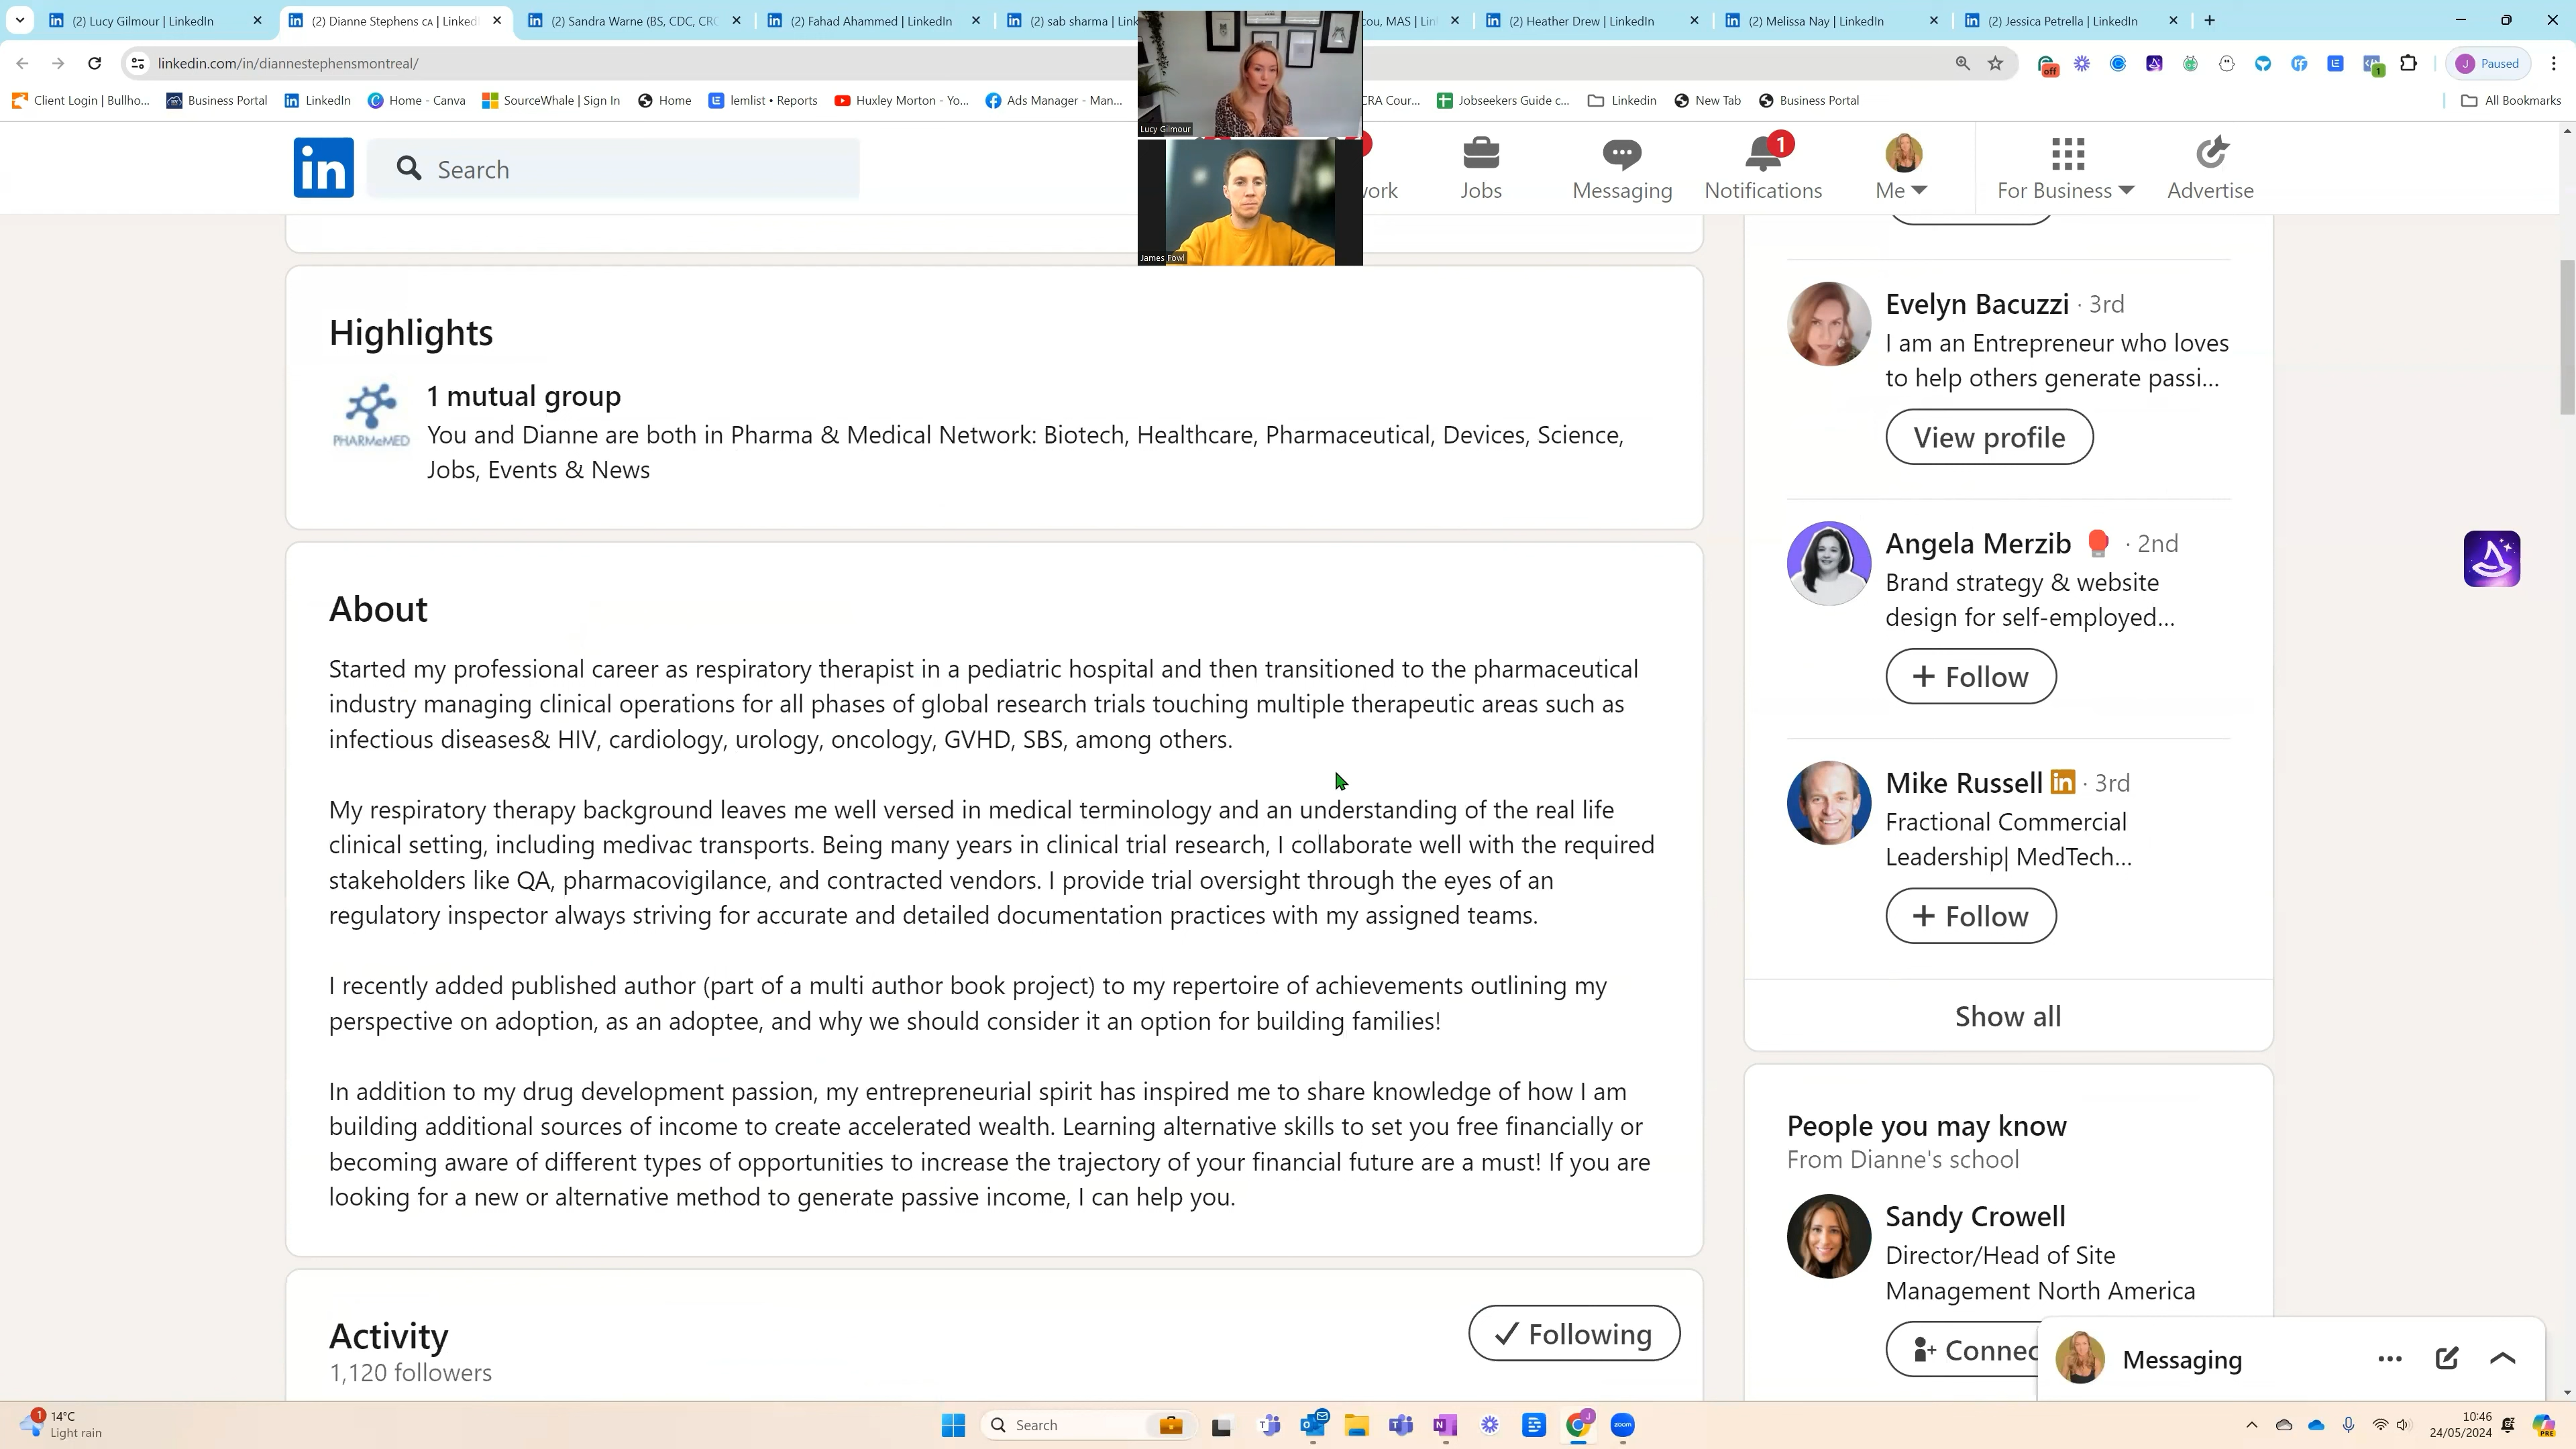 (2) Lucy Gilmour | LinkedIn
(2) Dianne Stephens CA | Linked
(2) Sandra Warne (BS, CDC, CRC
(2) Fahad Ahammed | LinkedIn
(2) sab sharma | Link
cou, MAS | Lin
(2) Heather Drew | LinkedIn
(2) Melissa Nay | LinkedIn
(2) Jessica Petrella | LinkedIn
linkedin.com/in/diannestephensmontreal/
off
1
J Paused
Client Login | Bullho...
Business Portal
LinkedIn
Home - Canva
SourceWhale | Sign In
Home
lemlist • Reports
Huxley Morton - Yo...
Ads Manager - Man...
CRA Cour...
Jobseekers Guide c...
Linkedin
New Tab
Business Portal
All Bookmarks
Lucy Gilmour
James Fowl
in
Search
work
Jobs
Messaging
1
Notifications
Me
For Business
Advertise
Highlights
PHARMeMED
1 mutual group
You and Dianne are both in Pharma & Medical Network: Biotech, Healthcare, Pharmaceutical, Devices, Science,
Jobs, Events & News
About
Started my professional career as respiratory therapist in a pediatric hospital and then transitioned to the pharmaceutical
industry managing clinical operations for all phases of global research trials touching multiple therapeutic areas such as
infectious diseases& HIV, cardiology, urology, oncology, GVHD, SBS, among others.
My respiratory therapy background leaves me well versed in medical terminology and an understanding of the real life
clinical setting, including medivac transports. Being many years in clinical trial research, I collaborate well with the required
stakeholders like QA, pharmacovigilance, and contracted vendors. I provide trial oversight through the eyes of an
regulatory inspector always striving for accurate and detailed documentation practices with my assigned teams.
I recently added published author (part of a multi author book project) to my repertoire of achievements outlining my
perspective on adoption, as an adoptee, and why we should consider it an option for building families!
In addition to my drug development passion, my entrepreneurial spirit has inspired me to share knowledge of how I am
building additional sources of income to create accelerated wealth. Learning alternative skills to set you free financially or
becoming aware of different types of opportunities to increase the trajectory of your financial future are a must! If you are
looking for a new or alternative method to generate passive income, I can help you.
Activity
1,120 followers
Following
Evelyn Bacuzzi · 3rd
I am an Entrepreneur who loves
to help others generate passi...
View profile
Angela Merzib · 2nd
Brand strategy & website
design for self-employed...
+ Follow
Mike Russell in · 3rd
Fractional Commercial
Leadership| MedTech...
+ Follow
Show all
People you may know
From Dianne's school
Sandy Crowell
Director/Head of Site
Management North America
Connec
Messaging
1
14°C
Light rain
Search
zoom
10:46
24/05/2024
PRE